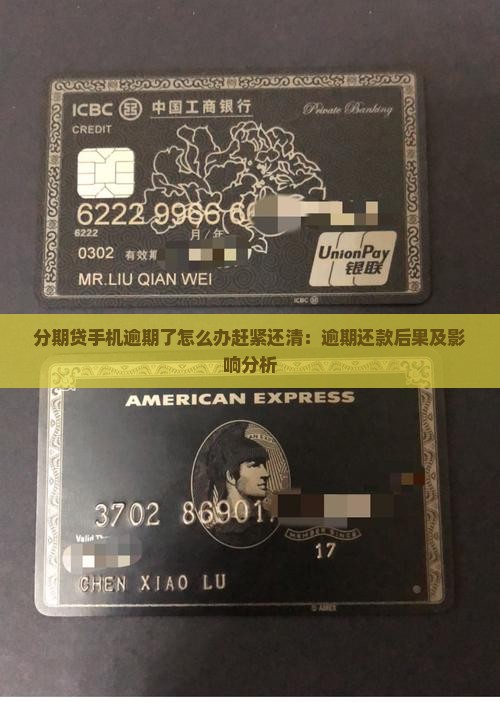 ICBC 中国工商银行 Private Banking
CREDIT
6222 9966 6
6222
月/年
0302 有效期
MR.LIU QIAN WEI
UnionPay
银联
ICBC
分期贷手机逾期了怎么办赶紧还清：逾期还款后果及影
响分析
AMERICAN EXPRESS
3702 86901
MEMBER SINCE
Valid
17
CHEN XIAO LU
© AMEX